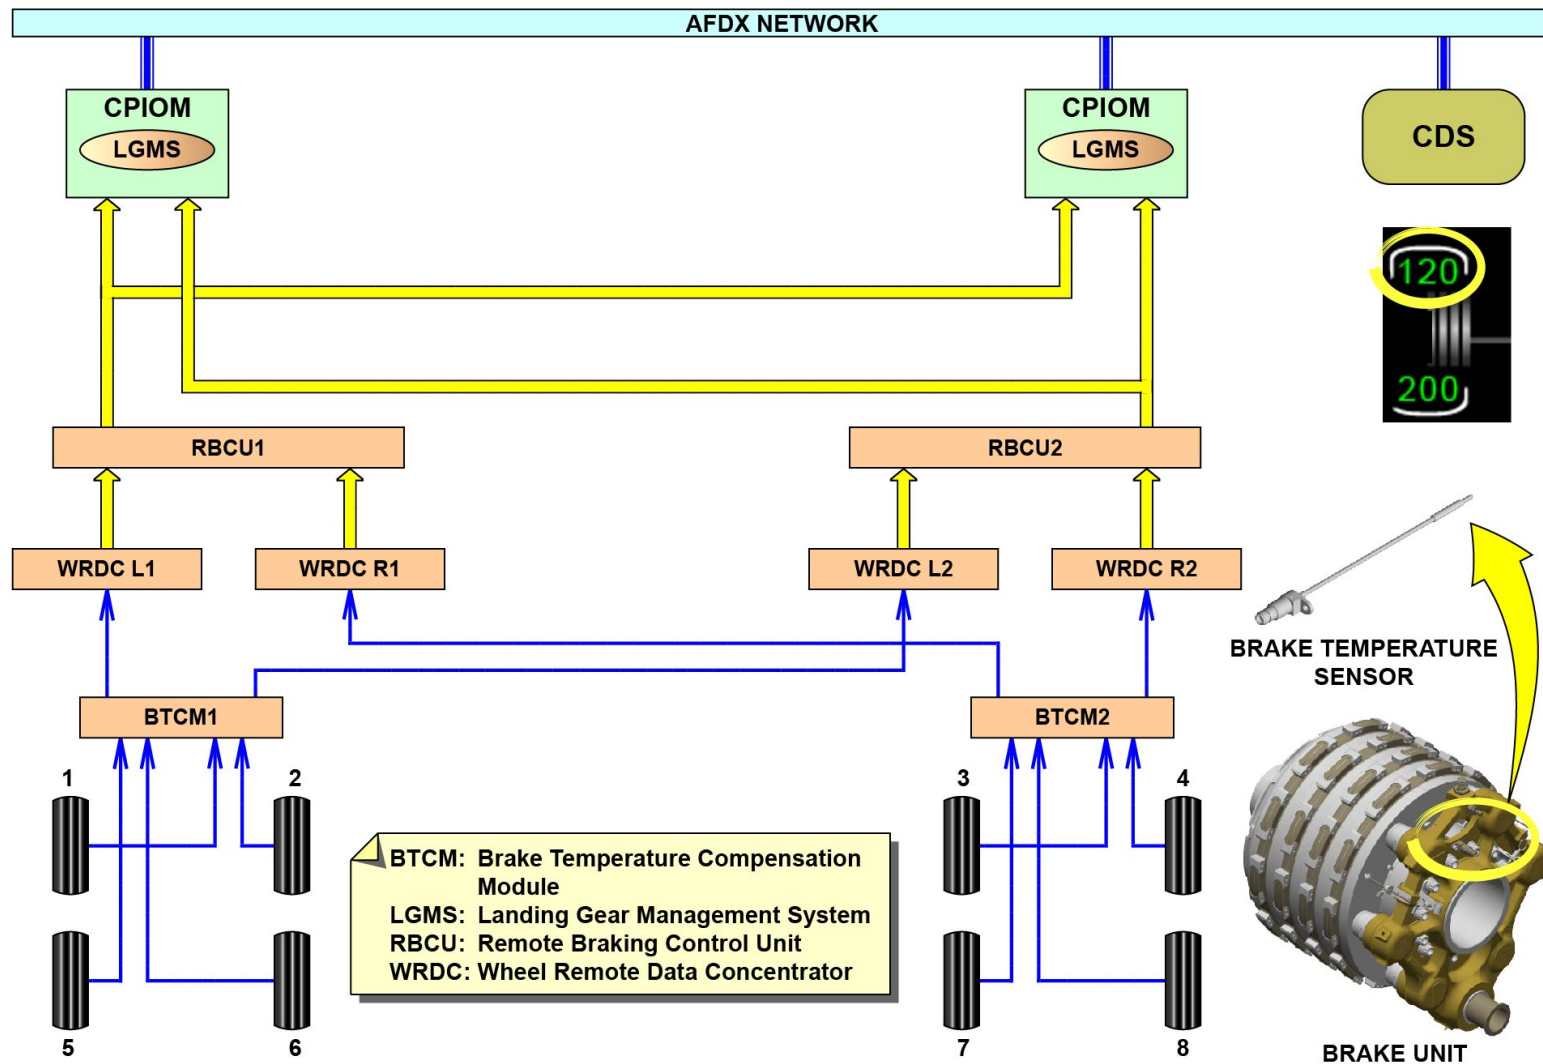 AFDX NETWORK
CPIOM
LGMS
CPIOM
LGMS
CDS
120
200
RBCU1
RBCU2
WRDC L1
WRDC R1
WRDC L2
WRDC R2
BRAKE TEMPERATURE
SENSOR
BTCM1
BTCM2
1
2
3
4
BTCM: Brake Temperature Compensation
Module
LGMS: Landing Gear Management System
RBCU: Remote Braking Control Unit
WRDC: Wheel Remote Data Concentrator
5
6
7
8
BRAKE UNIT